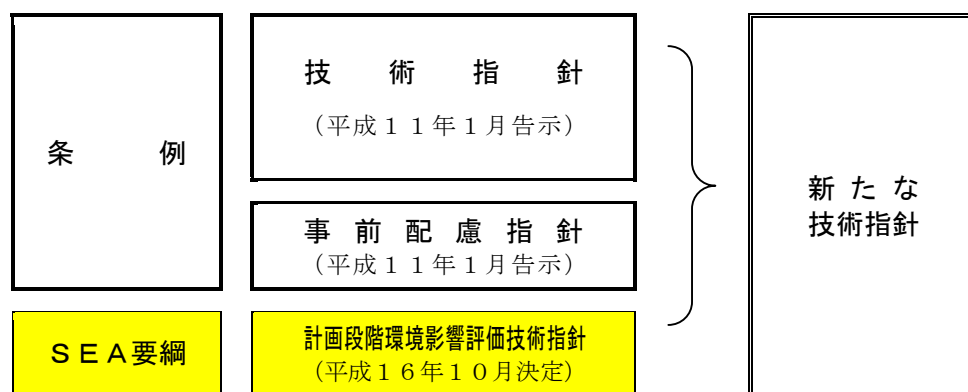 条例
技術指針
（平成１１年１月告示）
事前配慮指針
（平成１１年１月告示）
ＳＥＡ要綱
計画段階環境影響評価技術指針
（平成１６年１０月決定）
新たな
技術指針